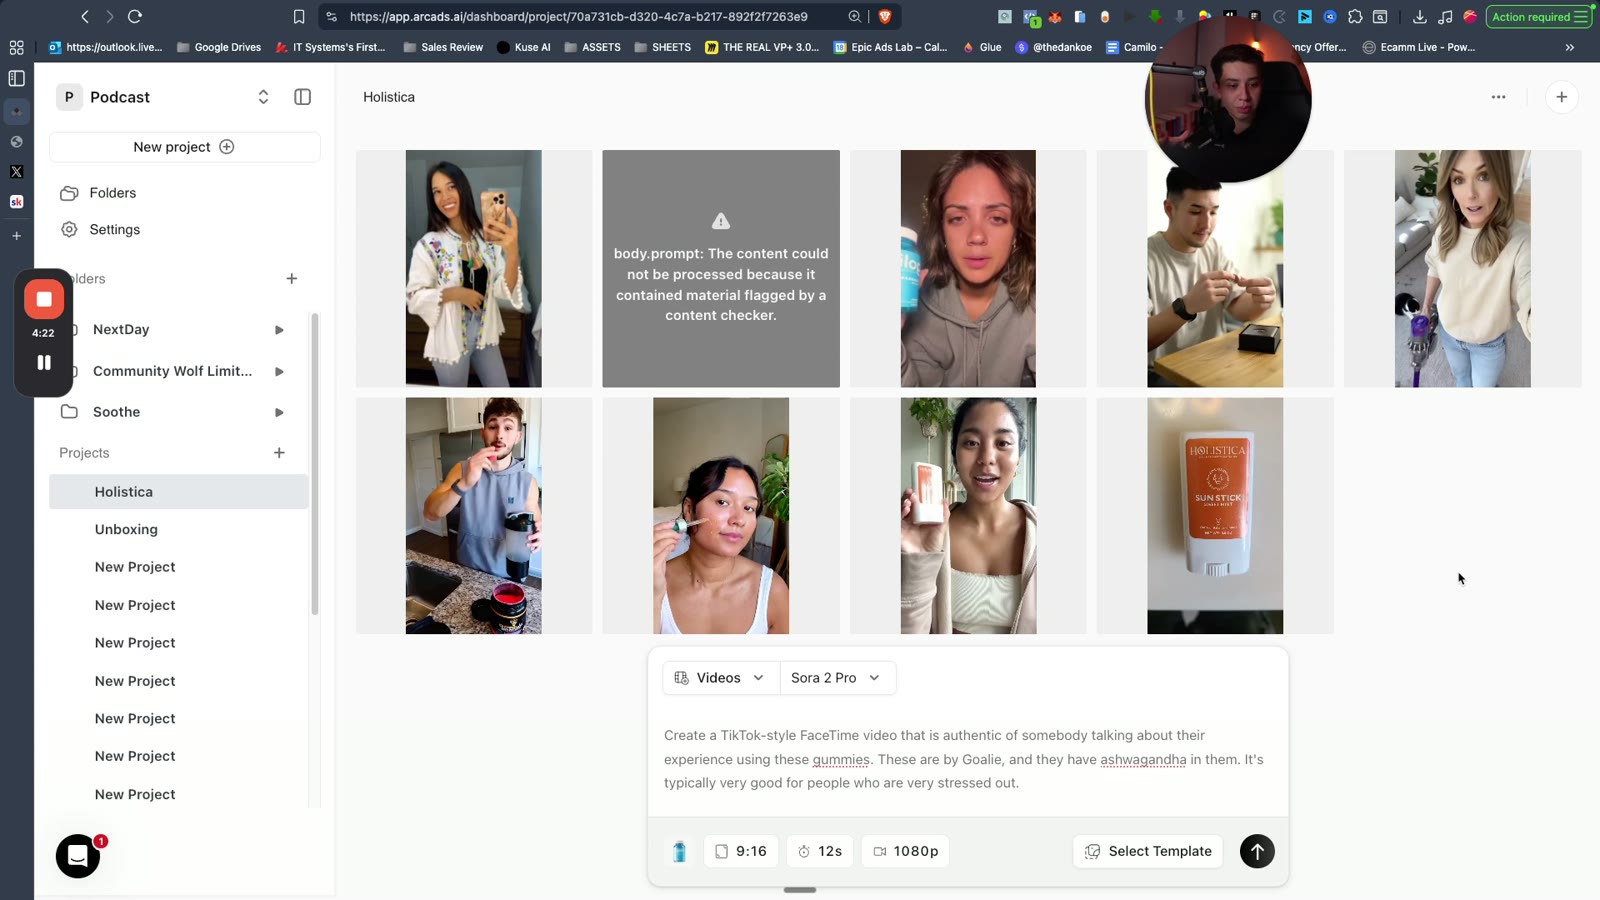 https://app.arcads.ai/dashboard/project/70a731cb-d320-4c7a-b217-892f2f7263e9
Action required
https://outlook.live...
Google Drives
IT Systems's First...
Sales Review
Kuse AI
ASSETS
SHEETS
THE REAL VP+ 3.0...
Epic Ads Lab – Cal...
Glue
@thedankoe
Camilo -
ncy Offer...
Ecamm Live - Pow...
»
P Podcast
New project
Folders
Settings
olders
NextDay
Community Wolf Limit...
Soothe
Projects
Holistica
Unboxing
New Project
New Project
New Project
New Project
New Project
New Project
New Project
4:22
sk
1
Holistica
body.prompt: The content could
not be processed because it
contained material flagged by a
content checker.
HOLISTICA
SUN STICK
Videos
Sora 2 Pro
Create a TikTok-style FaceTime video that is authentic of somebody talking about their
experience using these gummies. These are by Goalie, and they have ashwagandha in them. It's
typically very good for people who are very stressed out.
9:16
12s
1080p
Select Template